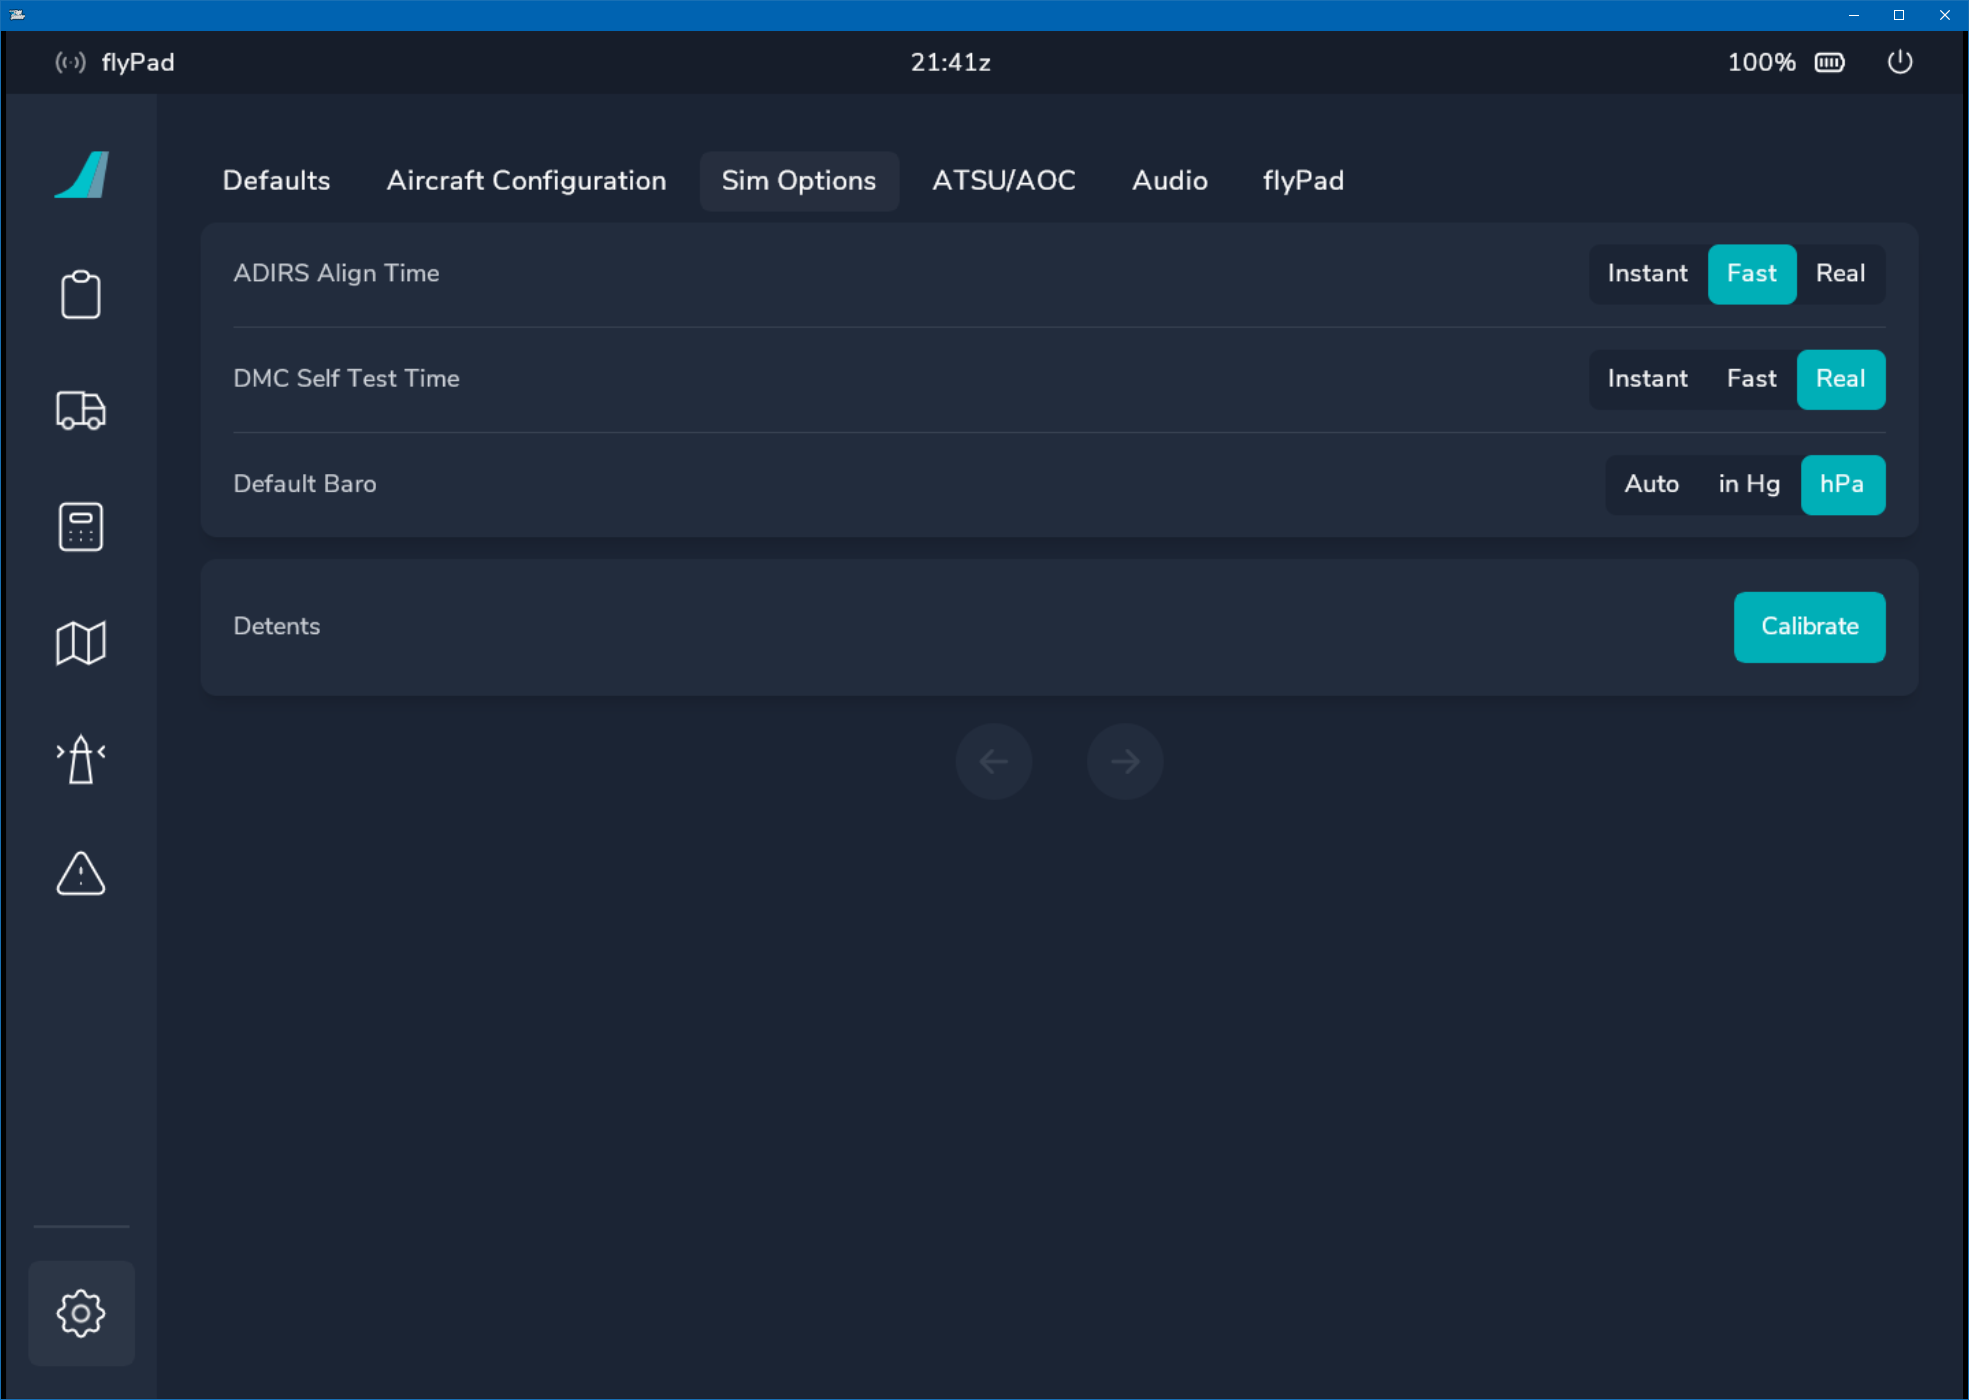 flyPad 21:41z 100%
Defaults Aircraft Configuration Sim Options ATSU/AOC Audio flyPad
ADIRS Align Time Instant Fast Real
DMC Self Test Time Instant Fast Real
Default Baro Auto in Hg hPa
Detents Calibrate